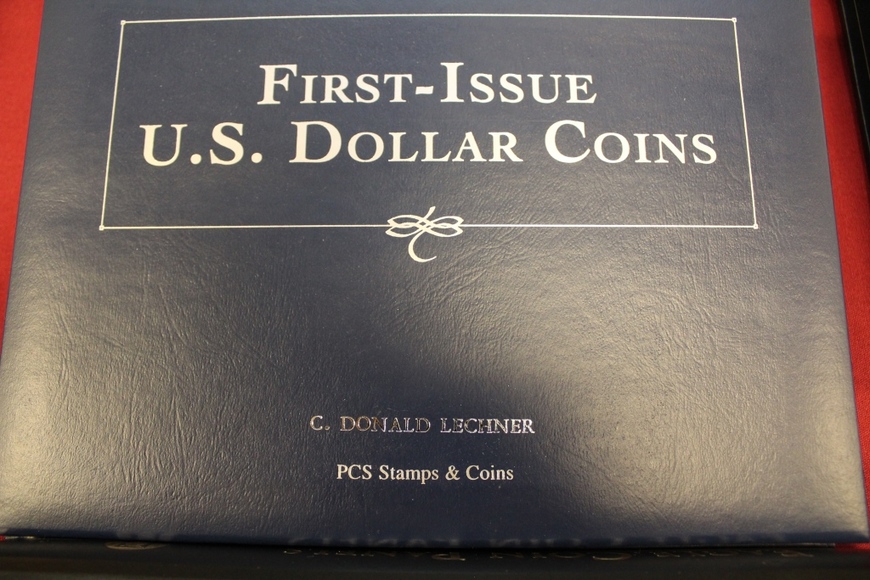 First-Issue
U.S. Dollar Coins
C. DONALD LECHNER
PCS Stamps & Coins